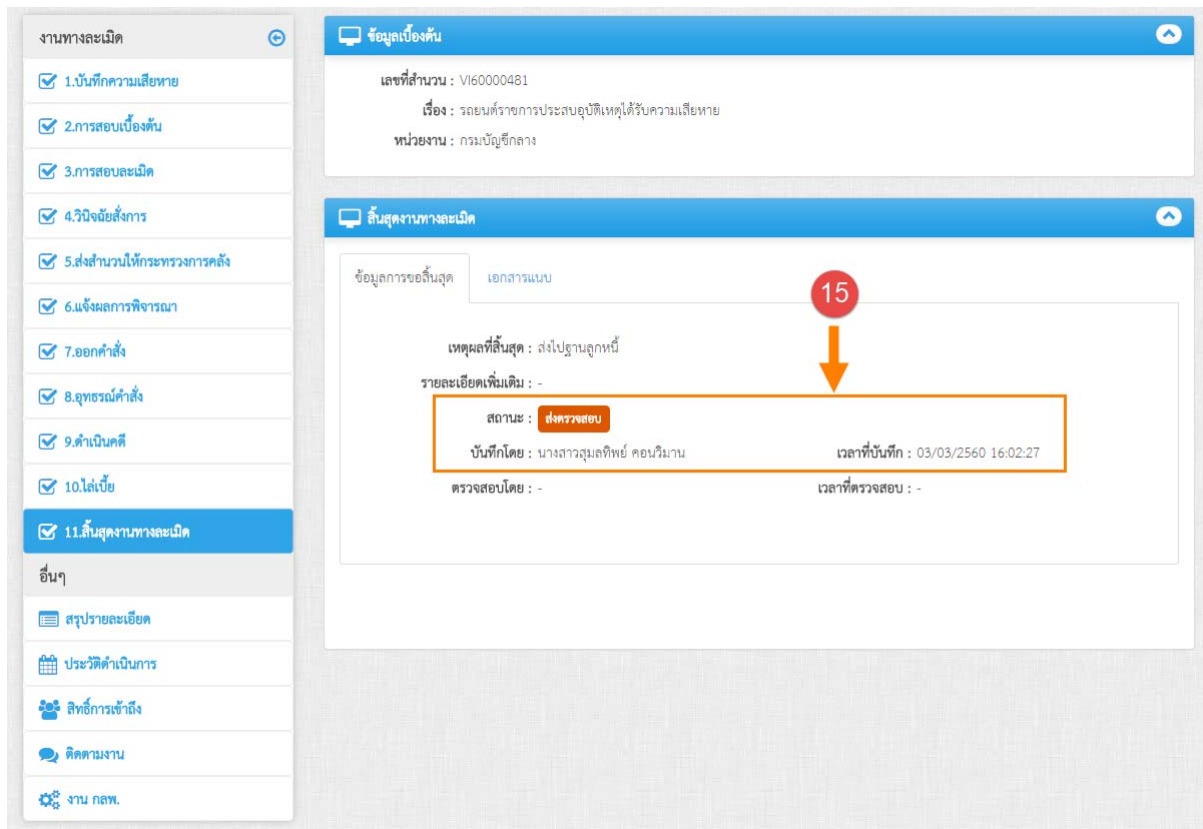 งานทางละเมิด
1.บันทึกความเสียหาย
2.การสอบเบื้องต้น
3.การสอบละเมิด
4.วินิจฉัยสั่งการ
5.ส่งสำนวนให้กระทรวงการคลัง
6.แจ้งผลการพิจารณา
7.ออกคำสั่ง
8.อุทธรณ์คำสั่ง
9.ดำเนินคดี
10.ไล่เบี้ย
11.สิ้นสุดงานทางละเมิด
อื่นๆ
สรุปรายละเอียด
ประวัติดำเนินการ
สิทธิ์การเข้าถึง
ติดตามงาน
งาน กลพ.
ข้อมูลเบื้องต้น
เลขที่สำนวน : VI60000481
เรื่อง : รถยนต์ราชการประสบอุบัติเหตุได้รับความเสียหาย
หน่วยงาน : กรมบัญชีกลาง
สิ้นสุดงานทางละเมิด
ข้อมูลการขอสิ้นสุด เอกสารแนบ
15
เหตุผลที่สิ้นสุด : ส่งไปฐานลูกหนี้
รายละเอียดเพิ่มเติม : -
สถานะ : ส่งตรวจสอบ
บันทึกโดย : นางสาวสุมลทิพย์ คอนวิมาน เวลาที่บันทึก : 03/03/2560 16:02:27
ตรวจสอบโดย : - เวลาที่ตรวจสอบ : -